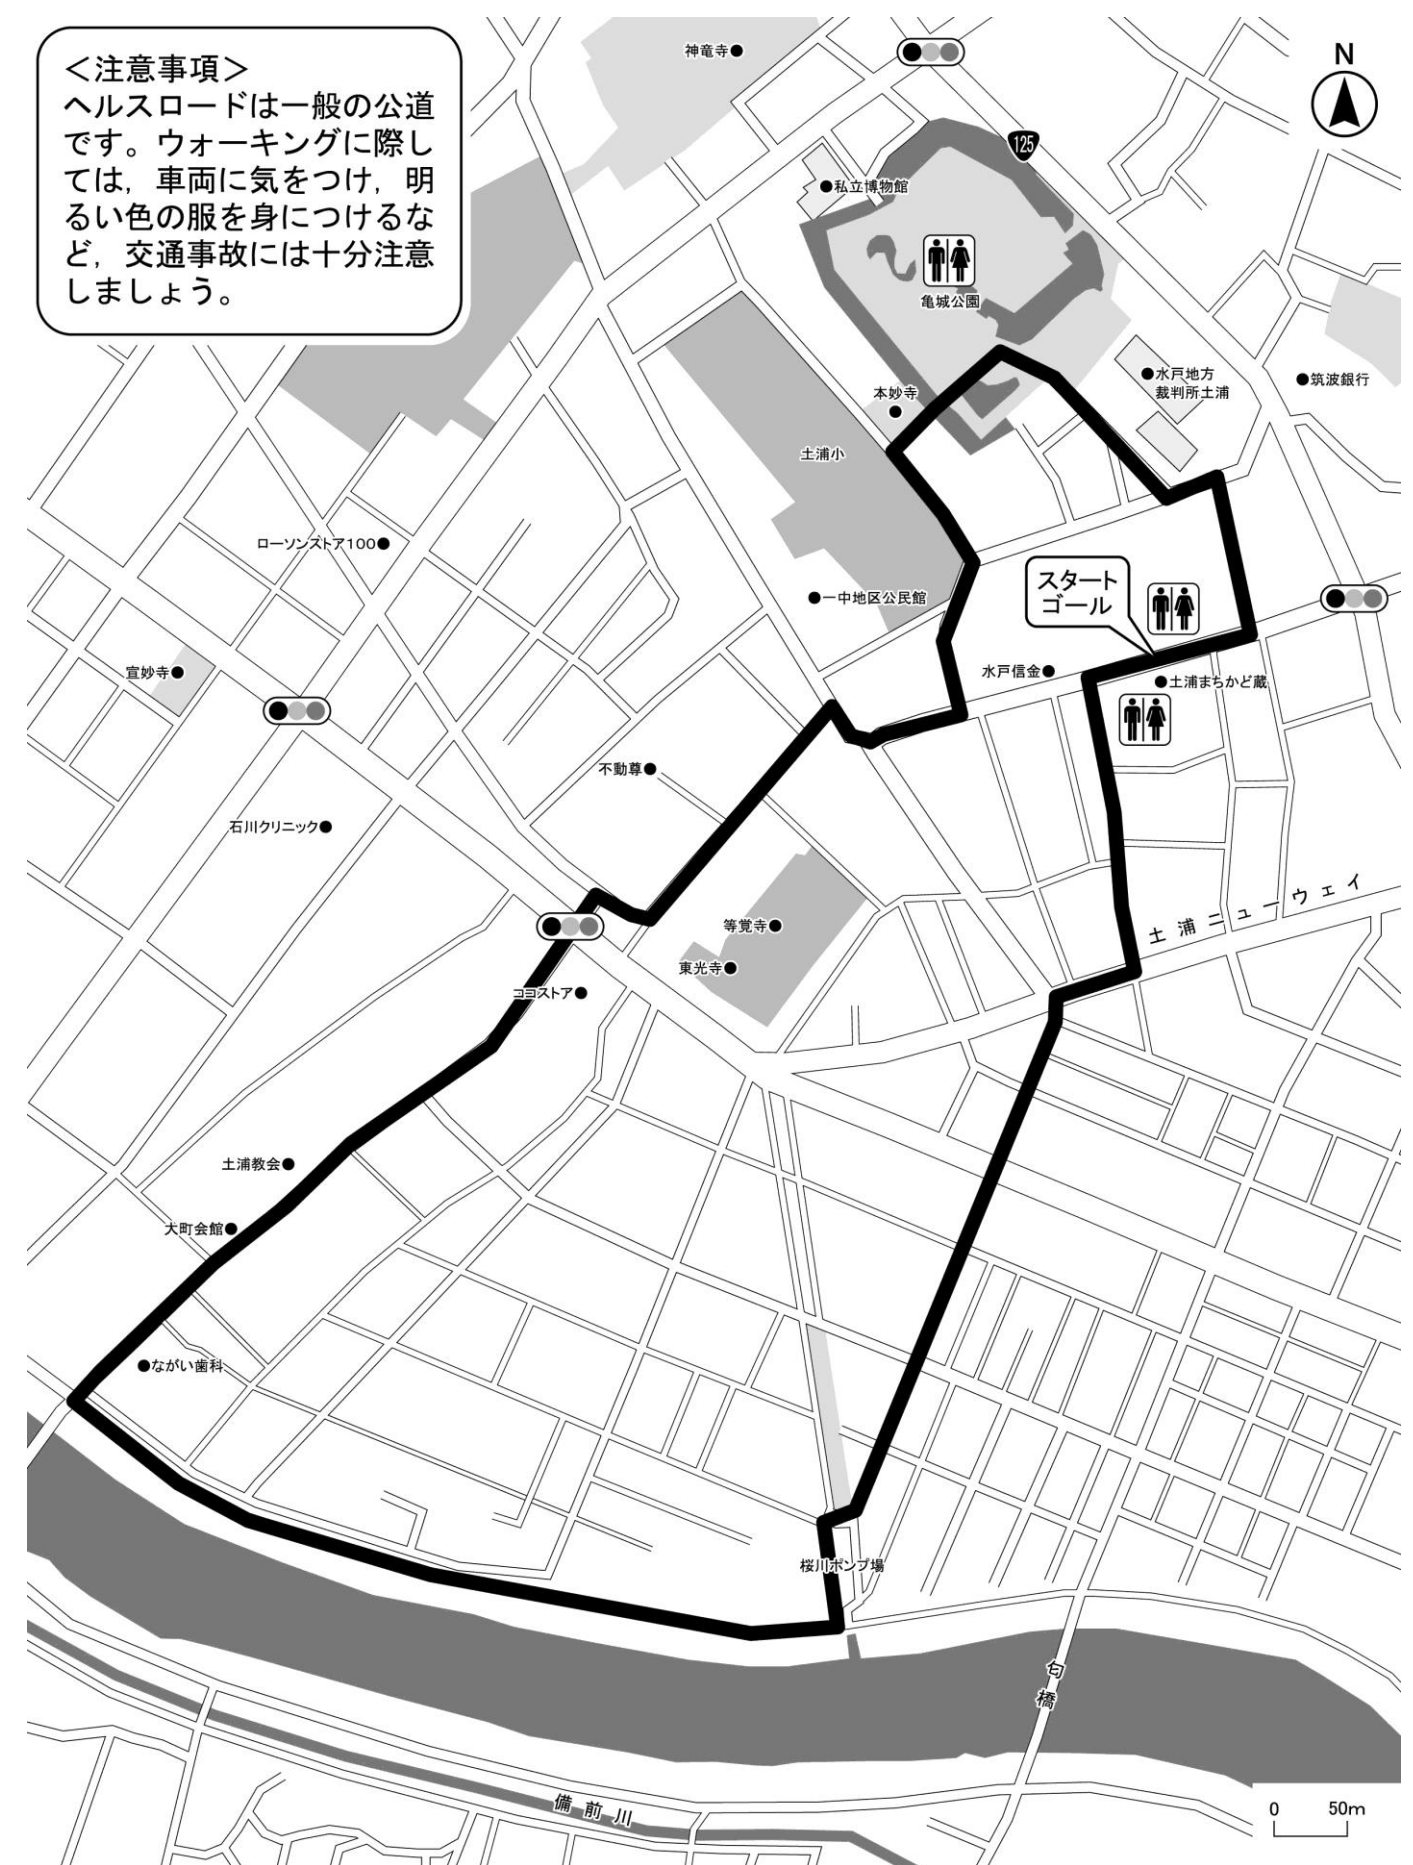 ＜注意事項＞
ヘルスロードは一般の公道
です。ウォーキングに際し
ては，車両に気をつけ，明
るい色の服を身につけるな
ど，交通事故には十分注意
しましょう。
神竜寺
N
125
私立博物館
亀城公園
水戸地方
裁判所土浦
筑波銀行
本妙寺
土浦小
ローソンストア100
スタート
ゴール
一中地区公民館
宣妙寺
水戸信金
土浦まちかど蔵
不動尊
石川クリニック
土浦ニューウェイ
等覚寺
東光寺
ココストア
土浦教会
大町会館
ながい歯科
桜川ポンプ場
匂橋
備前川
0 50m